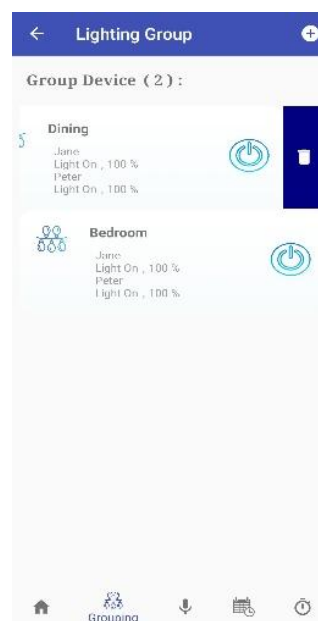 Lighting Group
Group Device ( 2 ) :
Dining
Jane
Light On , 100 %
Peter
Light On , 100 %
Bedroom
Jane
Light On , 100 %
Peter
Light On , 100 %
Grouping